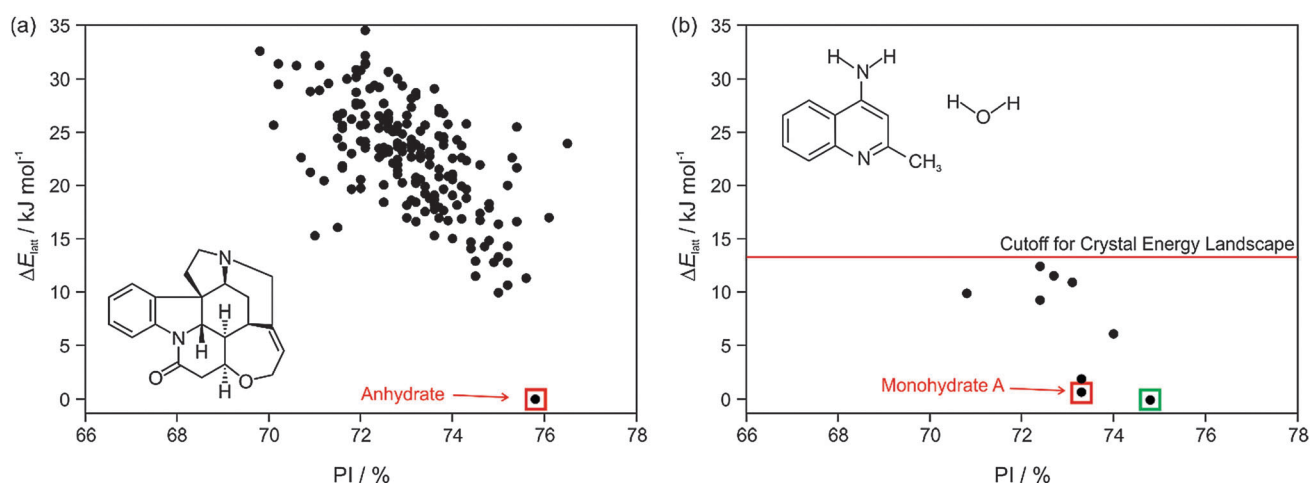 (a)
35
30
25
20
15
10
5
0
ΔE_latt / kJ mol⁻¹
N
N
H
H
H
O
O
Anhydrate
66 68 70 72 74 76 78
PI / %
(b)
35
30
25
20
15
10
5
0
ΔE_latt / kJ mol⁻¹
H H
N
H H
O
N
CH₃
Cutoff for Crystal Energy Landscape
Monohydrate A
66 68 70 72 74 76 78
PI / %